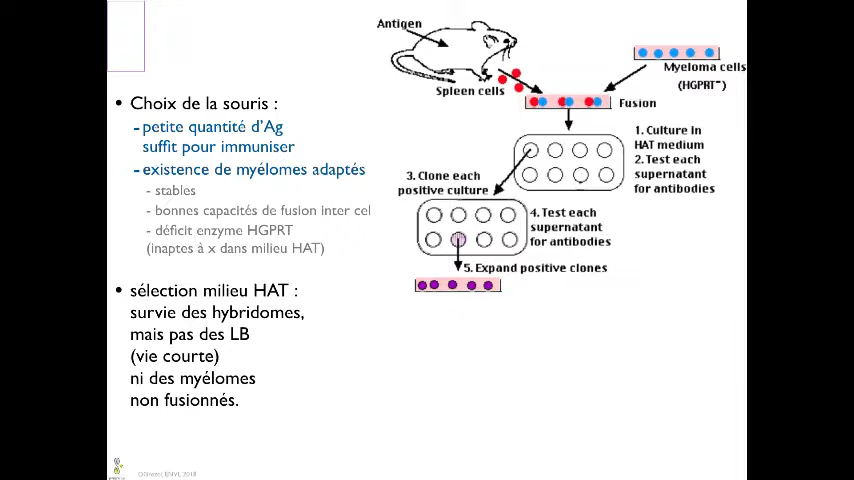 • Choix de la souris :
- petite quantité d'Ag
suffit pour immuniser
- existence de myélomes adaptés
- stables
- bonnes capacités de fusion inter cel
- déficit enzyme HGPRT
(inaptes à x dans milieu HAT)
• sélection milieu HAT :
survie des hybridomes,
mais pas des LB
(vie courte)
ni des myélomes
non fusionnés.
Antigen
Spleen cells
Myeloma cells
(HGPRT⁻)
Fusion
1. Culture in
HAT medium
2. Test each
supernatant
for antibodies
3. Clone each
positive culture
4. Test each
supernatant
for antibodies
5. Expand positive clones